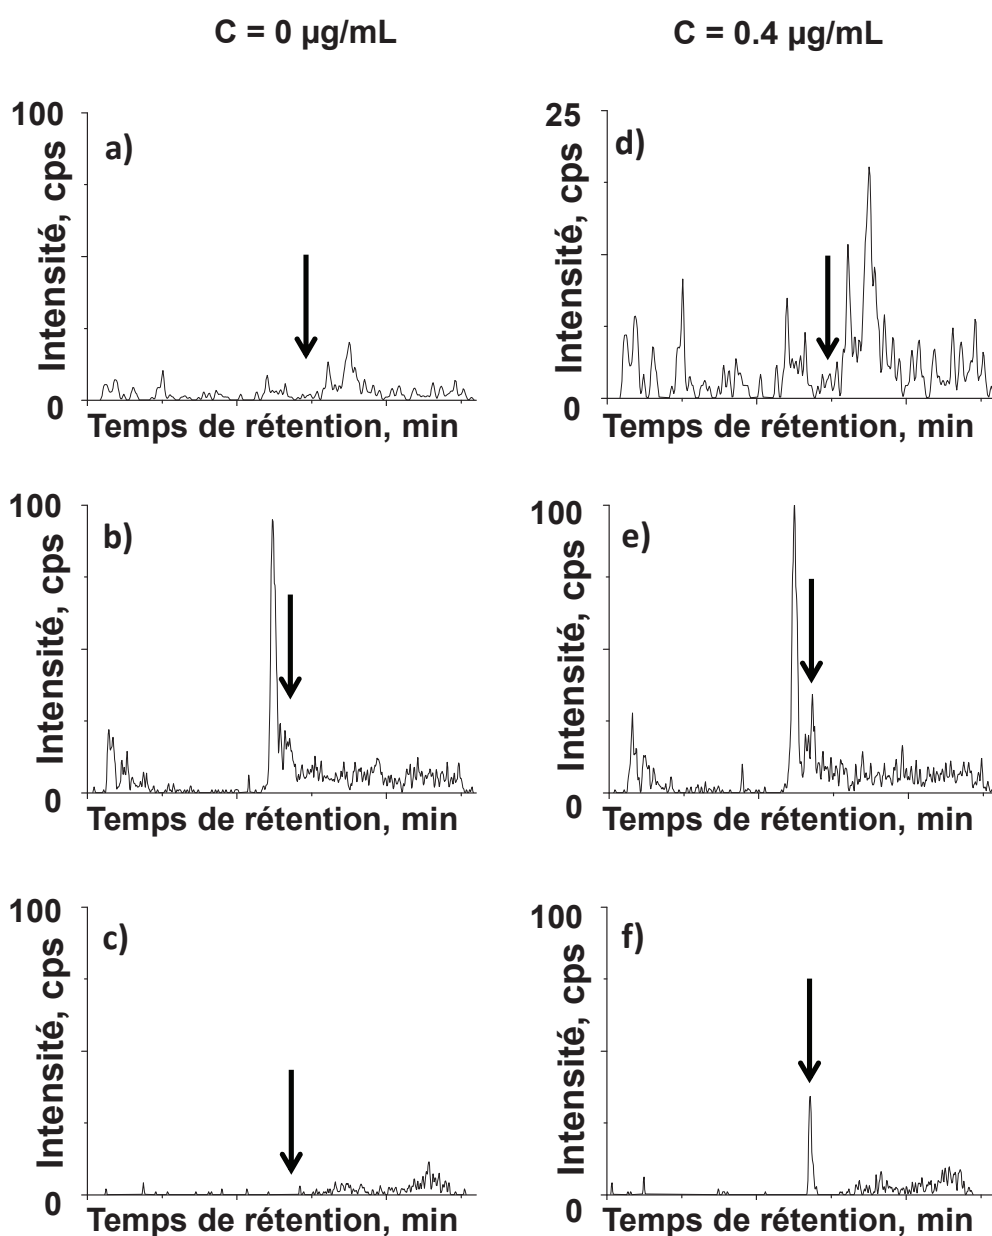 C = 0 µg/mL
C = 0.4 µg/mL
100
a)
Intensité, cps
0
Temps de rétention, min
25
d)
Intensité, cps
0
Temps de rétention, min
100
b)
Intensité, cps
0
Temps de rétention, min
100
e)
Intensité, cps
0
Temps de rétention, min
100
c)
Intensité, cps
0
Temps de rétention, min
100
f)
Intensité, cps
0
Temps de rétention, min